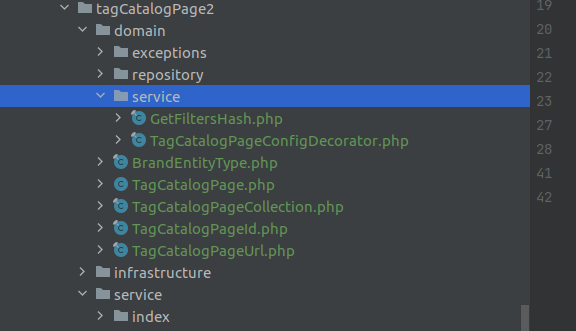 tagCatalogPage2
domain
exceptions
repository
service
GetFiltersHash.php
TagCatalogPageConfigDecorator.php
BrandEntityType.php
TagCatalogPage.php
TagCatalogPageCollection.php
TagCatalogPageId.php
TagCatalogPageUrl.php
infrastructure
service
index
19
20
21
22
23
27
28
41
42